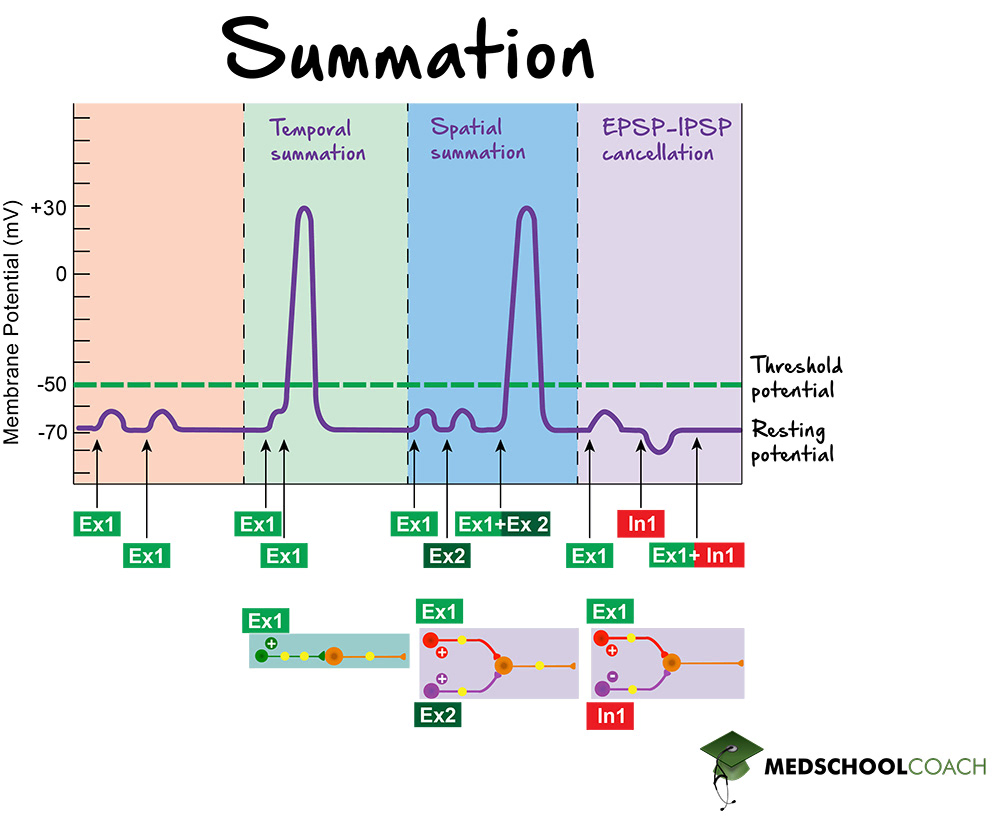 Summation
Temporal
summation
Spatial
summation
EPSP-IPSP
cancellation
Membrane Potential (mV)
+30
0
-50
-70
Threshold
potential
Resting
potential
Ex1
Ex1
Ex1
Ex1
Ex1
Ex2
Ex1+Ex 2
Ex1
In1
Ex1+ In1
Ex1
+
Ex1
+
+
Ex2
Ex1
+
-
In1
MEDSCHOOLCOACH